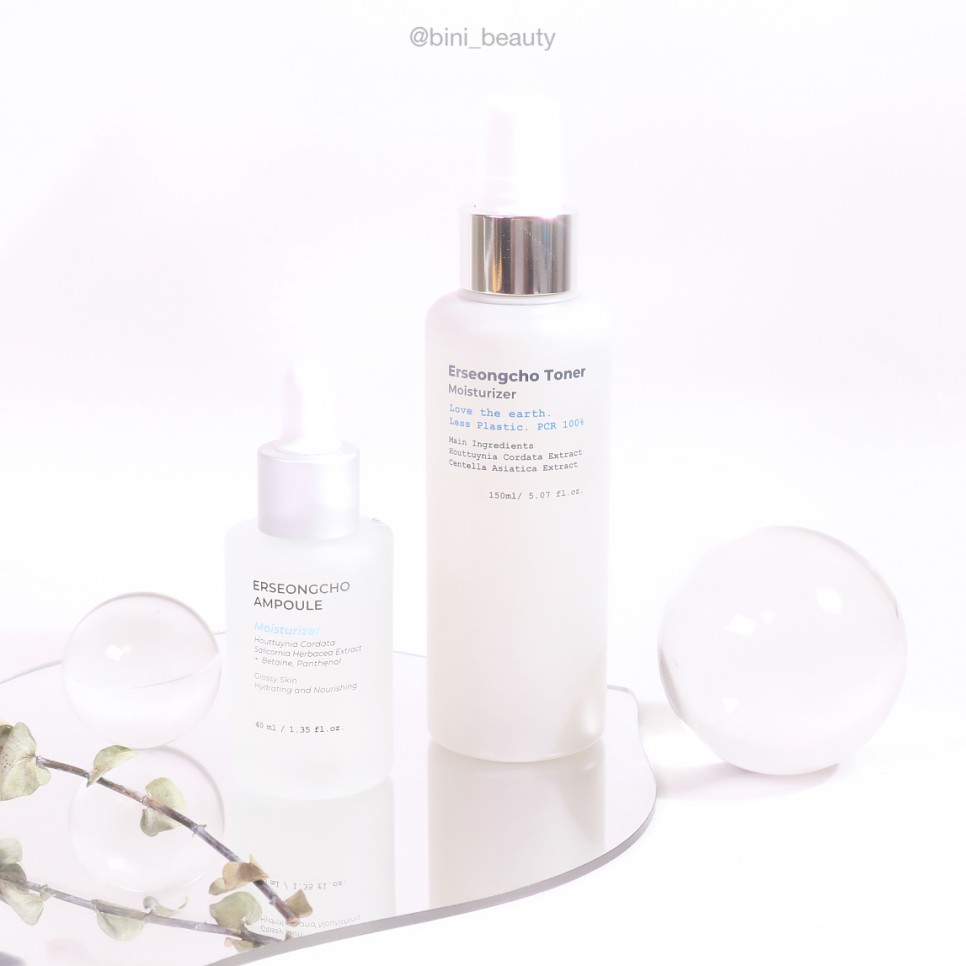 @bini_beauty
Erseongcho Toner
Moisturizer
Love the earth.
Less Plastic. PCR 100%
Main Ingredients
Houttuynia Cordata Extract
Centella Asiatica Extract
150ml/ 5.07 fl.oz.
ERSEONGCHO
AMPOULE
Moisturizer
Houttuynia Cordata
Salicornia Herbacea Extract
+ Betaine, Panthenol
Glossy Skin
Hydrating and Nourishing
40 ml / 1.35 fl.oz.